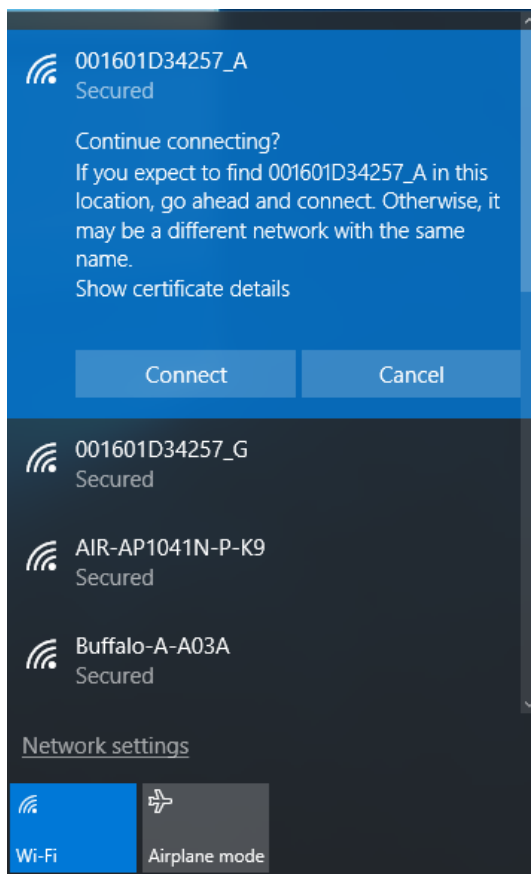 001601D34257_A
Secured
Continue connecting?
If you expect to find 001601D34257_A in this
location, go ahead and connect. Otherwise, it
may be a different network with the same
name.
Show certificate details
Connect
Cancel
001601D34257_G
Secured
AIR-AP1041N-P-K9
Secured
Buffalo-A-A03A
Secured
Network settings
Wi-Fi
Airplane mode